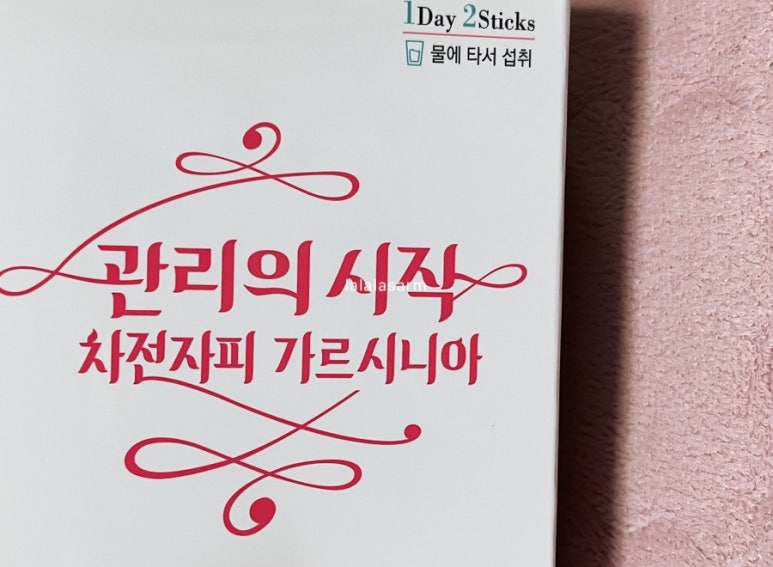 1Day 2Sticks
물에 타서 섭취
관리의 시작
lalalasarm
차전자피 가르시니아